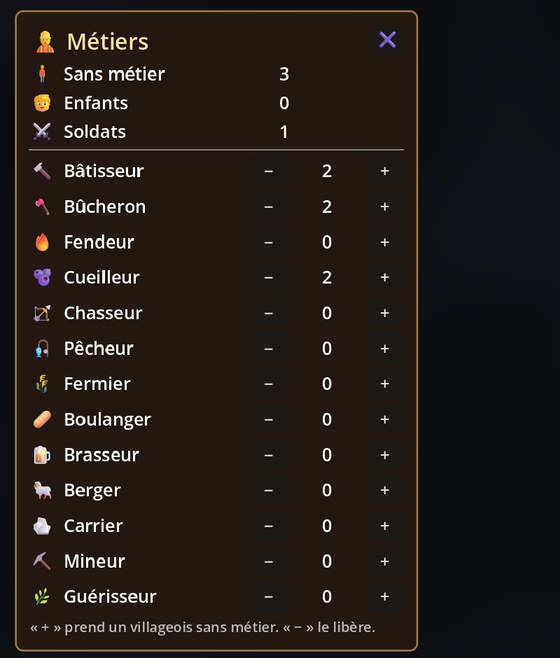 Métiers
Sans métier 3
Enfants 0
Soldats 1
Bâtisseur − 2 +
Bûcheron − 2 +
Fendeur − 0 +
Cueilleur − 2 +
Chasseur − 0 +
Pêcheur − 0 +
Fermier − 0 +
Boulanger − 0 +
Brasseur − 0 +
Berger − 0 +
Carrier − 0 +
Mineur − 0 +
Guérisseur − 0 +
« + » prend un villageois sans métier. « − » le libère.